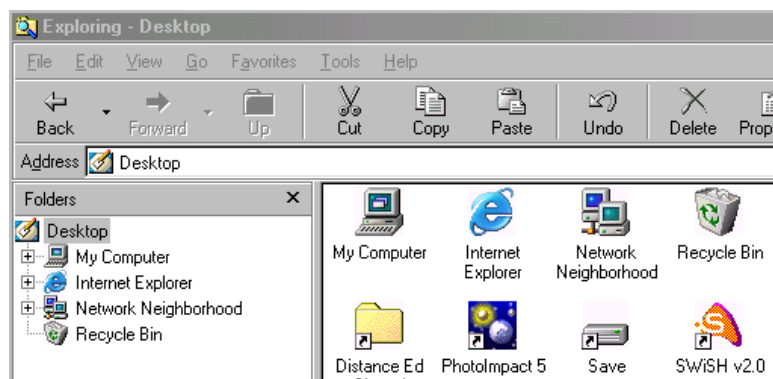 Exploring - Desktop
File Edit View Go Favorites Tools Help
Back Forward Up Cut Copy Paste Undo Delete Prop
Address Desktop
Folders
Desktop
My Computer
Internet Explorer
Network Neighborhood
Recycle Bin
My Computer
Internet Explorer
Network Neighborhood
Recycle Bin
Distance Ed
PhotoImpact 5
Save
SWiSH v2.0